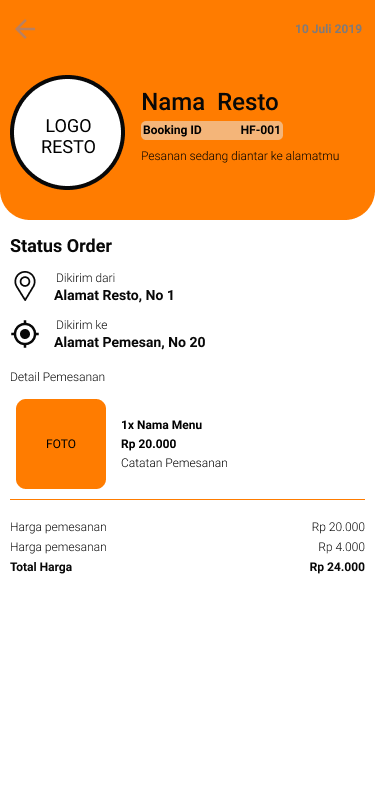 10 Juli 2019
LOGO
RESTO
Nama Resto
Booking ID HF-001
Pesanan sedang diantar ke alamatmu
Status Order
Dikirim dari
Alamat Resto, No 1
Dikirim ke
Alamat Pemesan, No 20
Detail Pemesanan
FOTO
1x Nama Menu
Rp 20.000
Catatan Pemesanan
Harga pemesanan Rp 20.000
Harga pemesanan Rp 4.000
Total Harga Rp 24.000